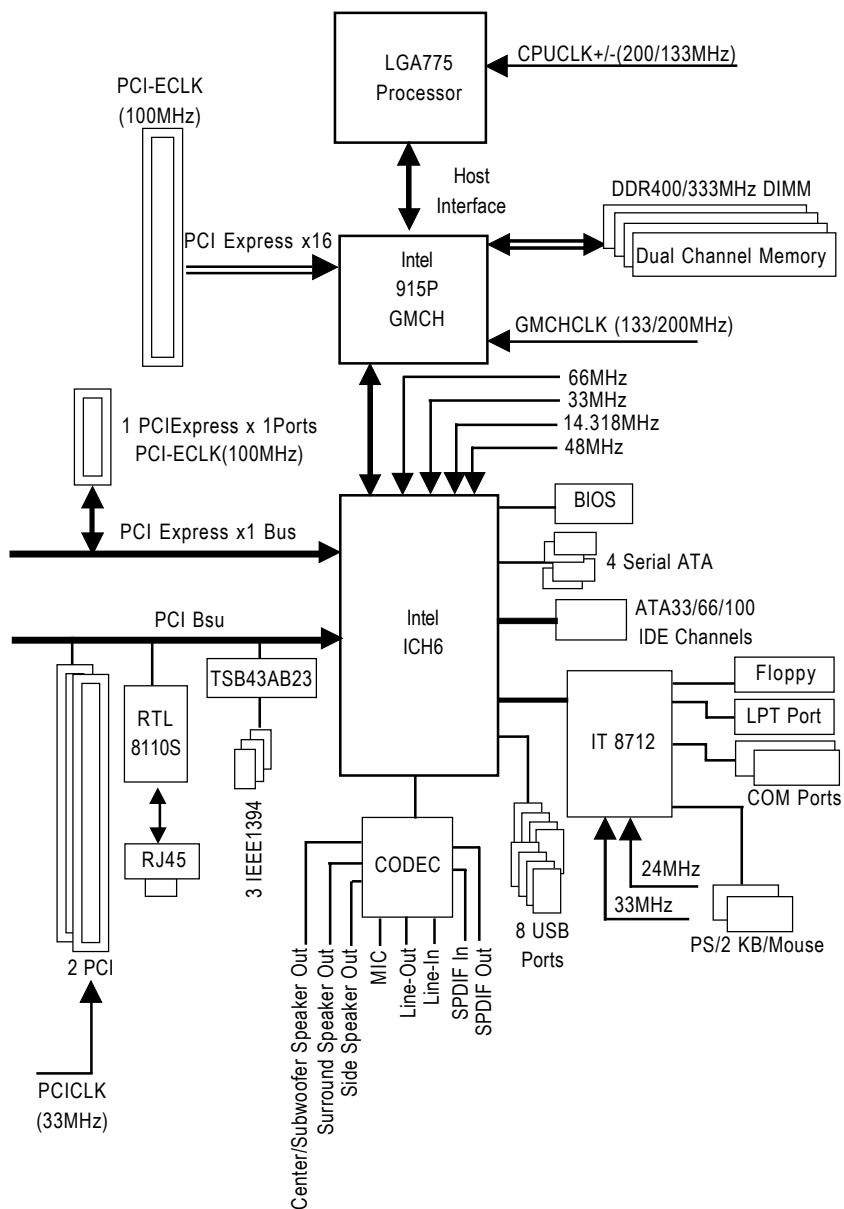 LGA775
Processor
CPUCLK+/-(200/133MHz)
PCI-ECLK
(100MHz)
Host
Interface
DDR400/333MHz DIMM
Dual Channel Memory
PCI Express x16
Intel
915P
GMCH
GMCHCLK (133/200MHz)
66MHz
33MHz
14.318MHz
48MHz
1 PCIExpress x 1Ports
PCI-ECLK(100MHz)
PCI Express x1 Bus
BIOS
4 Serial ATA
PCI Bsu
Intel
ICH6
ATA33/66/100
IDE Channels
TSB43AB23
RTL
8110S
RJ45
3 IEEE1394
IT 8712
Floppy
LPT Port
COM Ports
24MHz
33MHz
PS/2 KB/Mouse
8 USB
Ports
CODEC
Center/Subwoofer Speaker Out
Surround Speaker Out
Side Speaker Out
MIC
Line-Out
Line-In
SPDIF In
SPDIF Out
2 PCI
PCICLK
(33MHz)